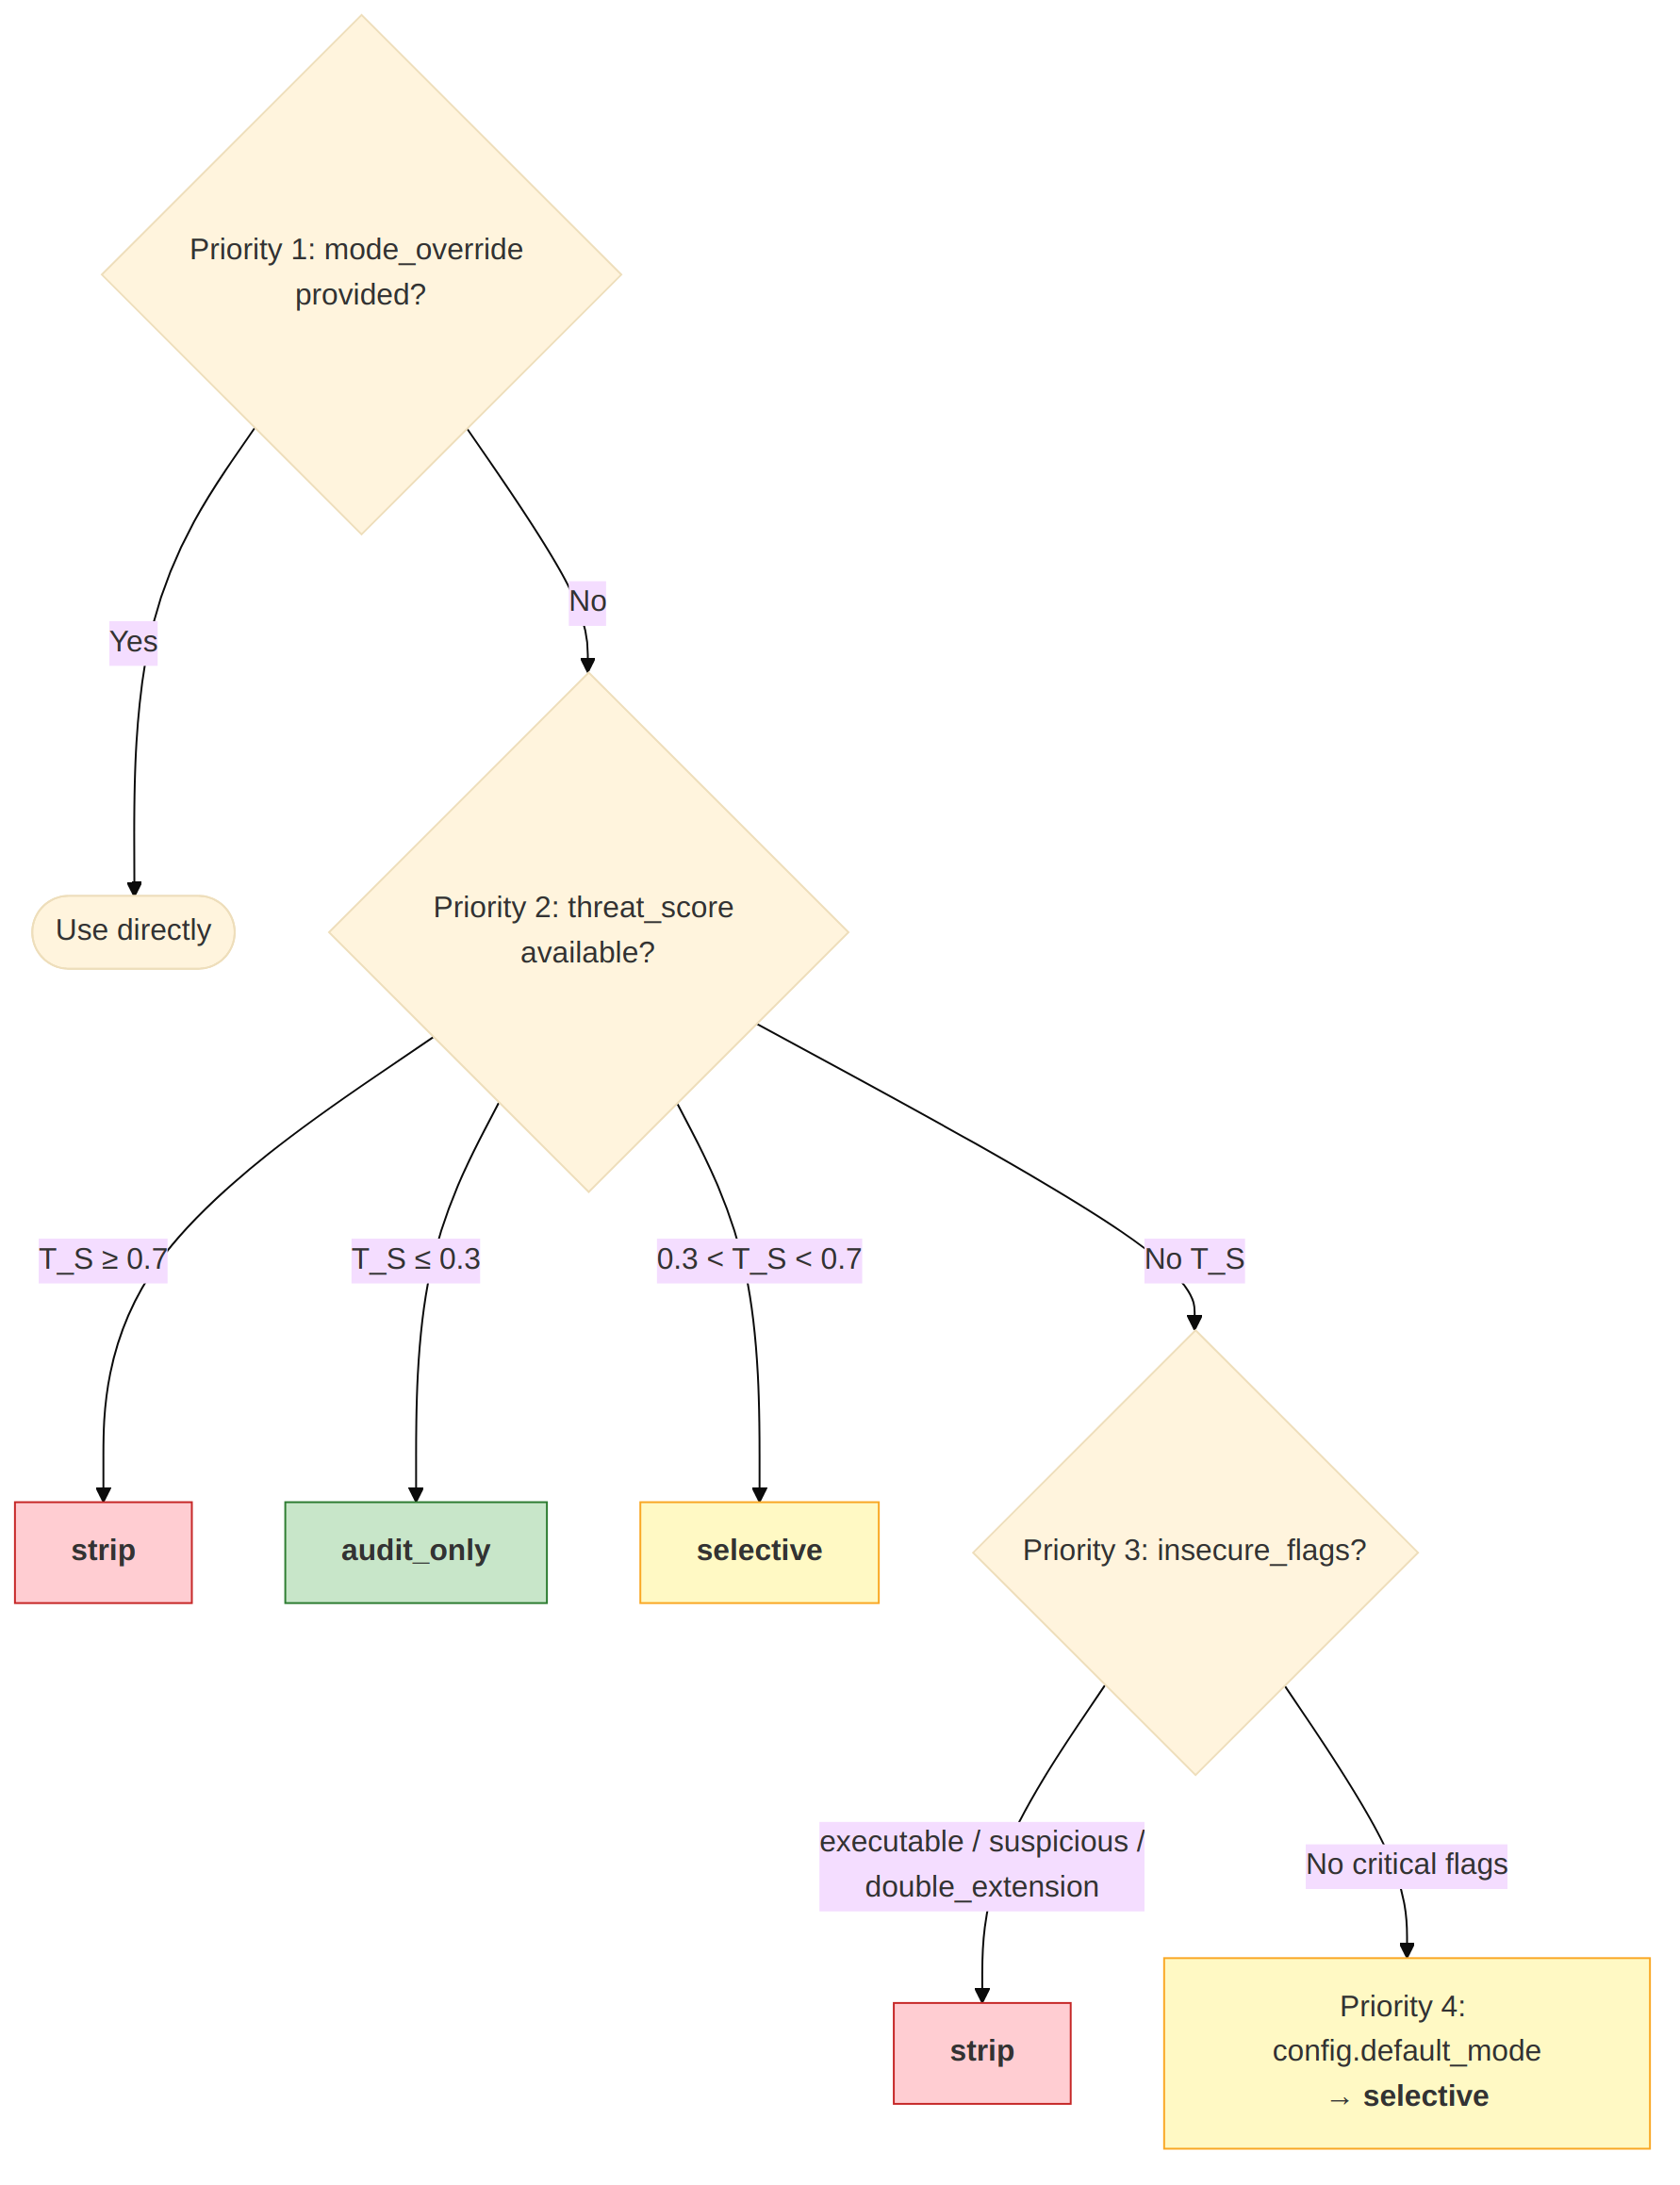 Priority 1: mode_override
provided?
Yes
No
Use directly
Priority 2: threat_score
available?
T_S ≥ 0.7
T_S ≤ 0.3
0.3 < T_S < 0.7
No T_S
strip
audit_only
selective
Priority 3: insecure_flags?
executable / suspicious /
double_extension
No critical flags
strip
Priority 4:
config.default_mode
→ selective